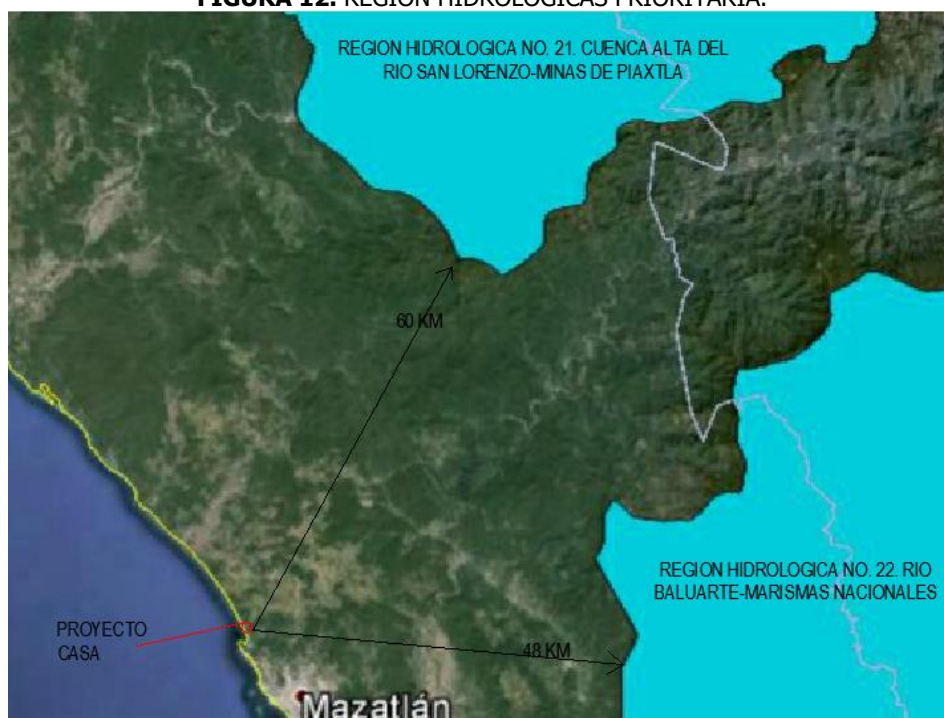 FIGURA 12. REGION HIDROLOGICAS PRIORITARIA.
REGION HIDROLOGICA NO. 21. CUENCA ALTA DEL
RIO SAN LORENZO-MINAS DE PIAXTLA
60 KM
REGION HIDROLOGICA NO. 22. RIO
BALUARTE-MARISMAS NACIONALES
PROYECTO
CASA
48 KM
Mazatlán